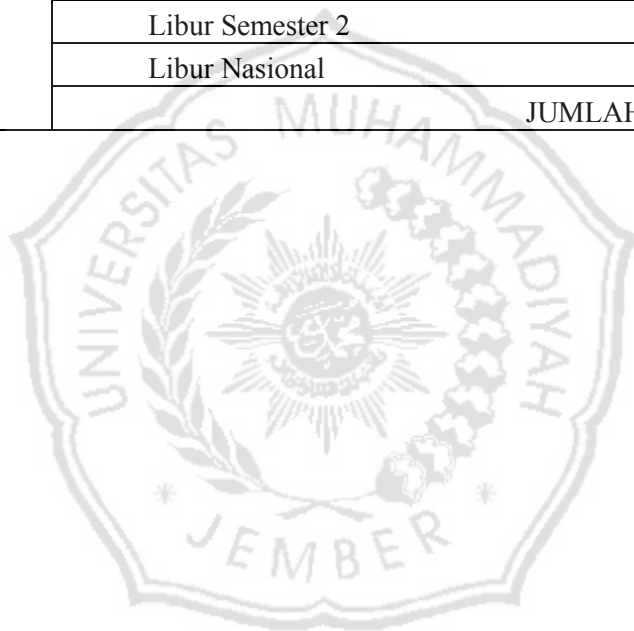 Libur Semester 2
Libur Nasional
JUMLAH
UNIVERSITAS MUHAMMADIYAH
JEMBER